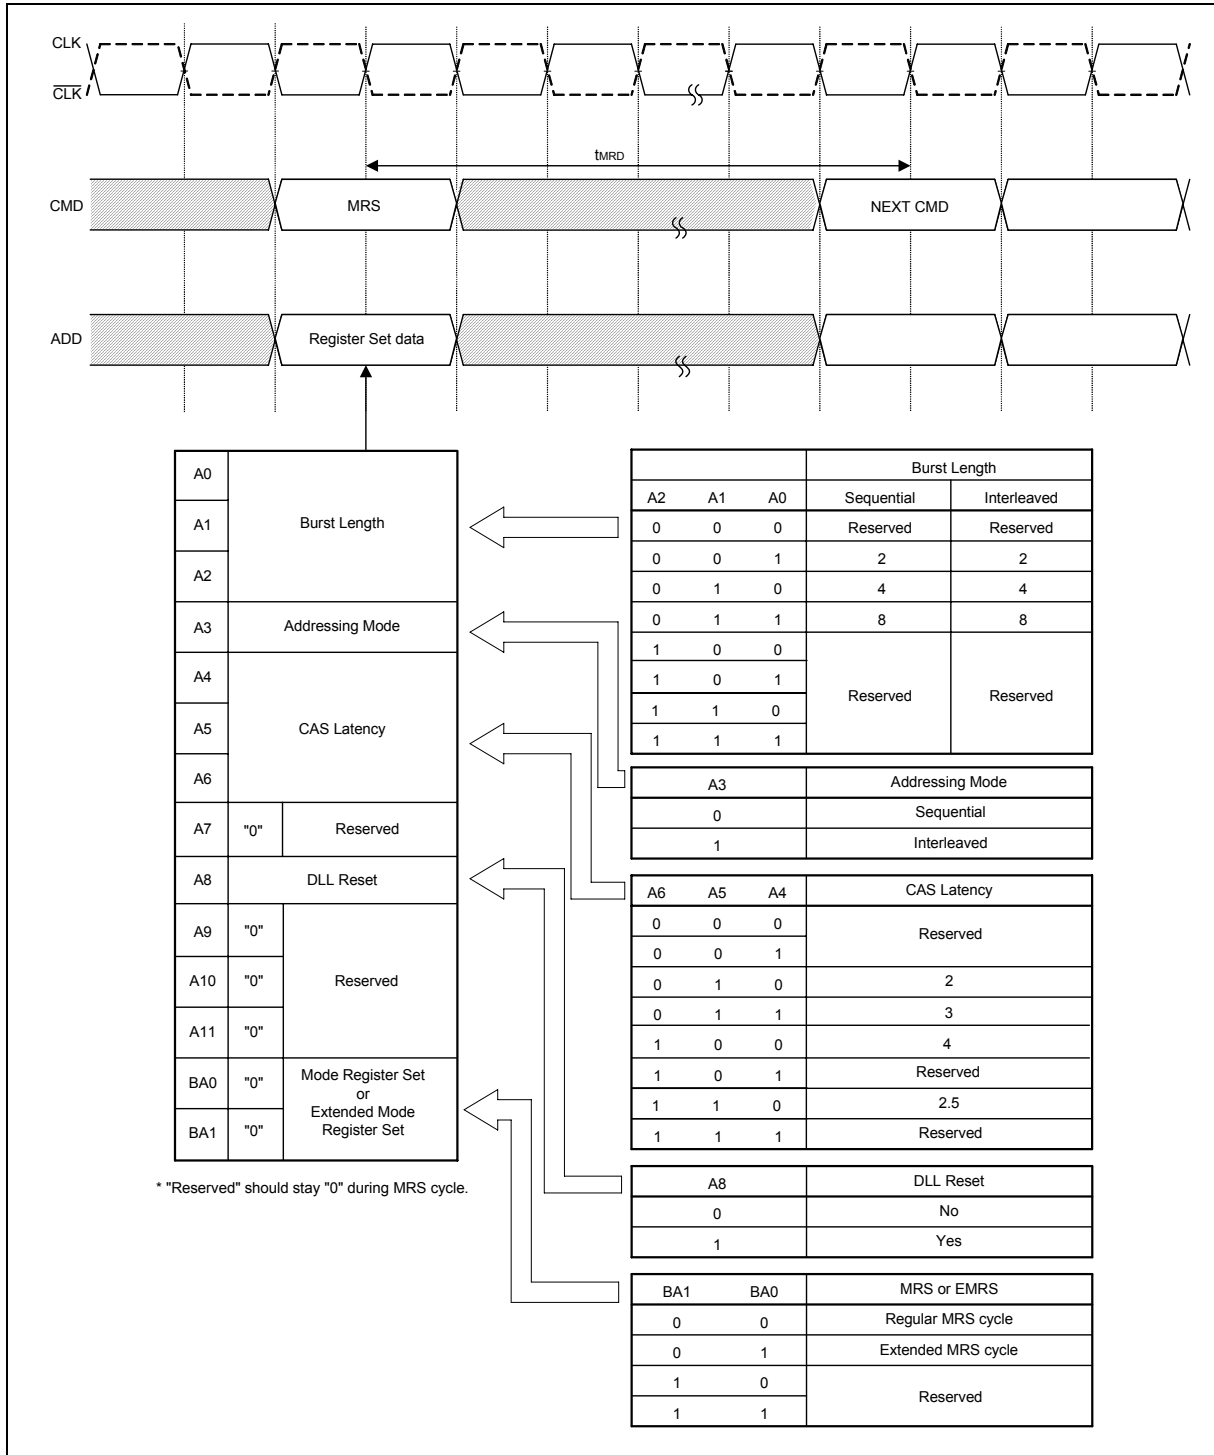 CLK
CLK
tMRD
CMD MRS NEXT CMD
ADD Register Set data
A0
A1 Burst Length
A2
A3 Addressing Mode
A4
A5 CAS Latency
A6
A7 "0" Reserved
A8 DLL Reset
A9 "0"
A10 "0" Reserved
A11 "0"
BA0 "0" Mode Register Set
or
Extended Mode
BA1 "0" Register Set
* "Reserved" should stay "0" during MRS cycle.
Burst Length
A2 A1 A0 Sequential Interleaved
0 0 0 Reserved Reserved
0 0 1 2 2
0 1 0 4 4
0 1 1 8 8
1 0 0
1 0 1 Reserved Reserved
1 1 0
1 1 1
A3 Addressing Mode
0 Sequential
1 Interleaved
A6 A5 A4 CAS Latency
0 0 0 Reserved
0 0 1
0 1 0 2
0 1 1 3
1 0 0 4
1 0 1 Reserved
1 1 0 2.5
1 1 1 Reserved
A8 DLL Reset
0 No
1 Yes
BA1 BA0 MRS or EMRS
0 0 Regular MRS cycle
0 1 Extended MRS cycle
1 0 Reserved
1 1